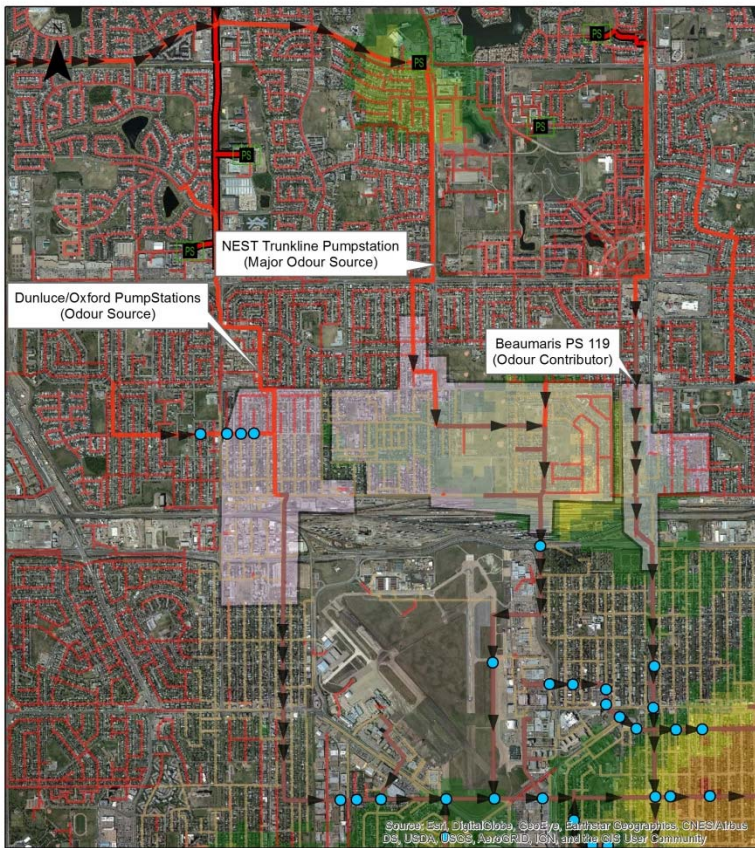 PS
PS
PS
PS
PS
NEST Trunkline Pumpstation
(Major Odour Source)
Dunluce/Oxford PumpStations
(Odour Source)
Beaumaris PS 119
(Odour Contributor)
Source: Esri, DigitalGlobe, GeoEye, Earthstar Geographics, CNES/Airbus
DS, USDA, USGS, AeroGRID, IGN, and the GIS User Community